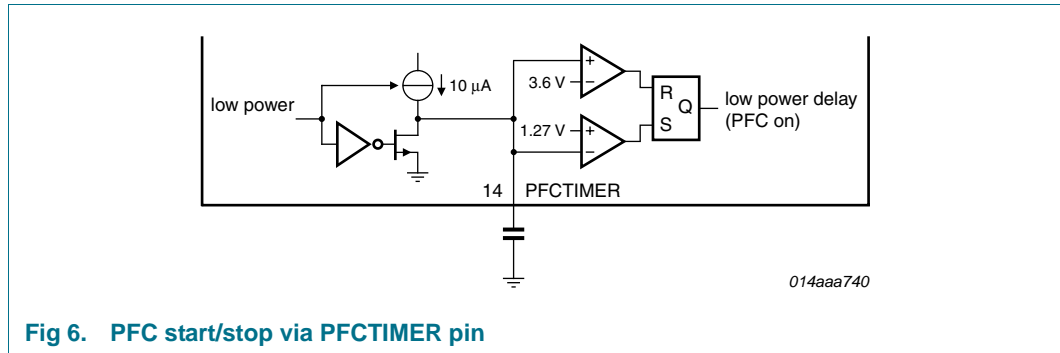 low power
10 μA
+
3.6 V
−
1.27 V
+
−
R
S
Q
low power delay
(PFC on)
14 PFCTIMER
014aaa740
Fig 6. PFC start/stop via PFCTIMER pin